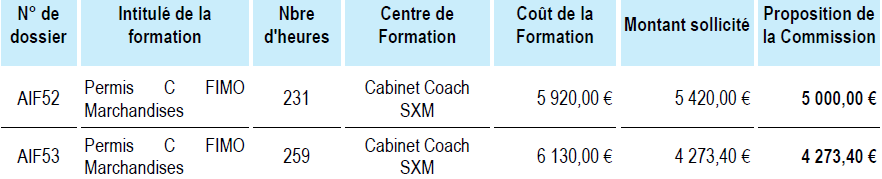 N° de dossier | Intitulé de la formation | Nbre d'heures | Centre de Formation | Coût de la Formation | Montant sollicité | Proposition de la Commission
AIF52 | Permis C FIMO Marchandises | 231 | Cabinet Coach SXM | 5 920,00 € | 5 420,00 € | 5 000,00 €
AIF53 | Permis C FIMO Marchandises | 259 | Cabinet Coach SXM | 6 130,00 € | 4 273,40 € | 4 273,40 €